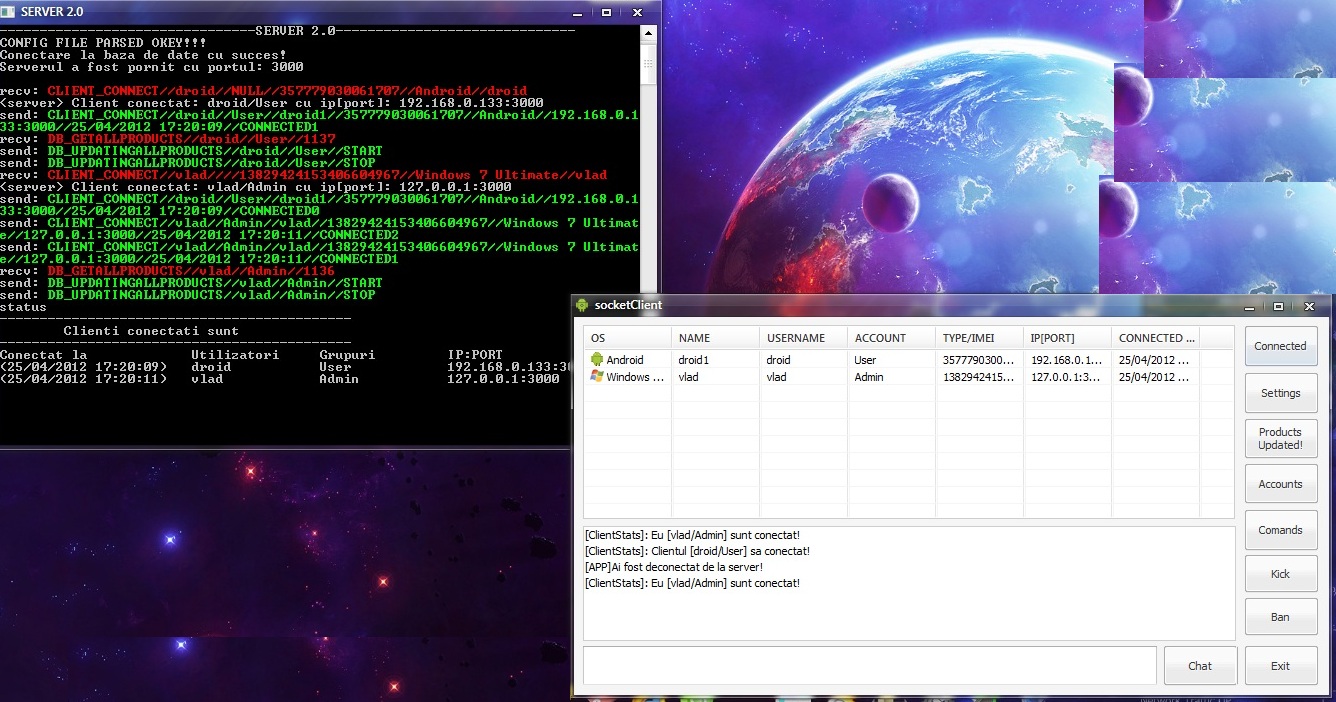 SERVER 2.0
-------------------------------SERVER 2.0-----------------------------
CONFIG FILE PARSED OKEY!!!
Conectare la baza de date cu succes!
Serverul a fost pornit cu portul: 3000
recv: CLIENT_CONNECT//droid//NULL//357779030061707//Android//droid
<server> Client conectat: droid/User cu ip[port]: 192.168.0.133:3000
send: CLIENT_CONNECT//droid//User//droid1//357779030061707//Android//192.168.0.1
33:3000//25/04/2012 17:20:09//CONNECTED1
recv: DB_GETALLPRODUCTS//droid//User//1137
send: DB_UPDATINGALLPRODUCTS//droid//User//START
send: DB_UPDATINGALLPRODUCTS//droid//User//STOP
recv: CLIENT_CONNECT//vlad////13829424153406604967//Windows 7 Ultimate//vlad
<server> Client conectat: vlad/Admin cu ip[port]: 127.0.0.1:3000
send: CLIENT_CONNECT//droid//User//droid1//357779030061707//Android//192.168.0.1
33:3000//25/04/2012 17:20:09//CONNECTED0
send: CLIENT_CONNECT//vlad//Admin//vlad//13829424153406604967//Windows 7 Ultimat
e//127.0.0.1:3000//25/04/2012 17:20:11//CONNECTED2
send: CLIENT_CONNECT//vlad//Admin//vlad//13829424153406604967//Windows 7 Ultimat
e//127.0.0.1:3000//25/04/2012 17:20:11//CONNECTED1
recv: DB_GETALLPRODUCTS//vlad//Admin//1136
send: DB_UPDATINGALLPRODUCTS//vlad//Admin//START
send: DB_UPDATINGALLPRODUCTS//vlad//Admin//STOP
status
--------------------------------------------
Clienti conectati sunt
--------------------------------------------
Conectat la Utilizatori Grupuri IP:PORT
(25/04/2012 17:20:09) droid User 192.168.0.133:30
(25/04/2012 17:20:11) vlad Admin 127.0.0.1:3000
socketClient
OS NAME USERNAME ACCOUNT TYPE/IMEI IP[PORT] CONNECTED ...
Android droid1 droid User 3577790300... 192.168.0.1... 25/04/2012 ...
Windows ... vlad vlad Admin 1382942415... 127.0.0.1:3... 25/04/2012 ...
Connected
Settings
Products
Updated!
Accounts
Comands
Kick
Ban
[ClientStats]: Eu [vlad/Admin] sunt conectat!
[ClientStats]: Clientul [droid/User] sa conectat!
[APP]Ai fost deconectat de la server!
[ClientStats]: Eu [vlad/Admin] sunt conectat!
Chat
Exit